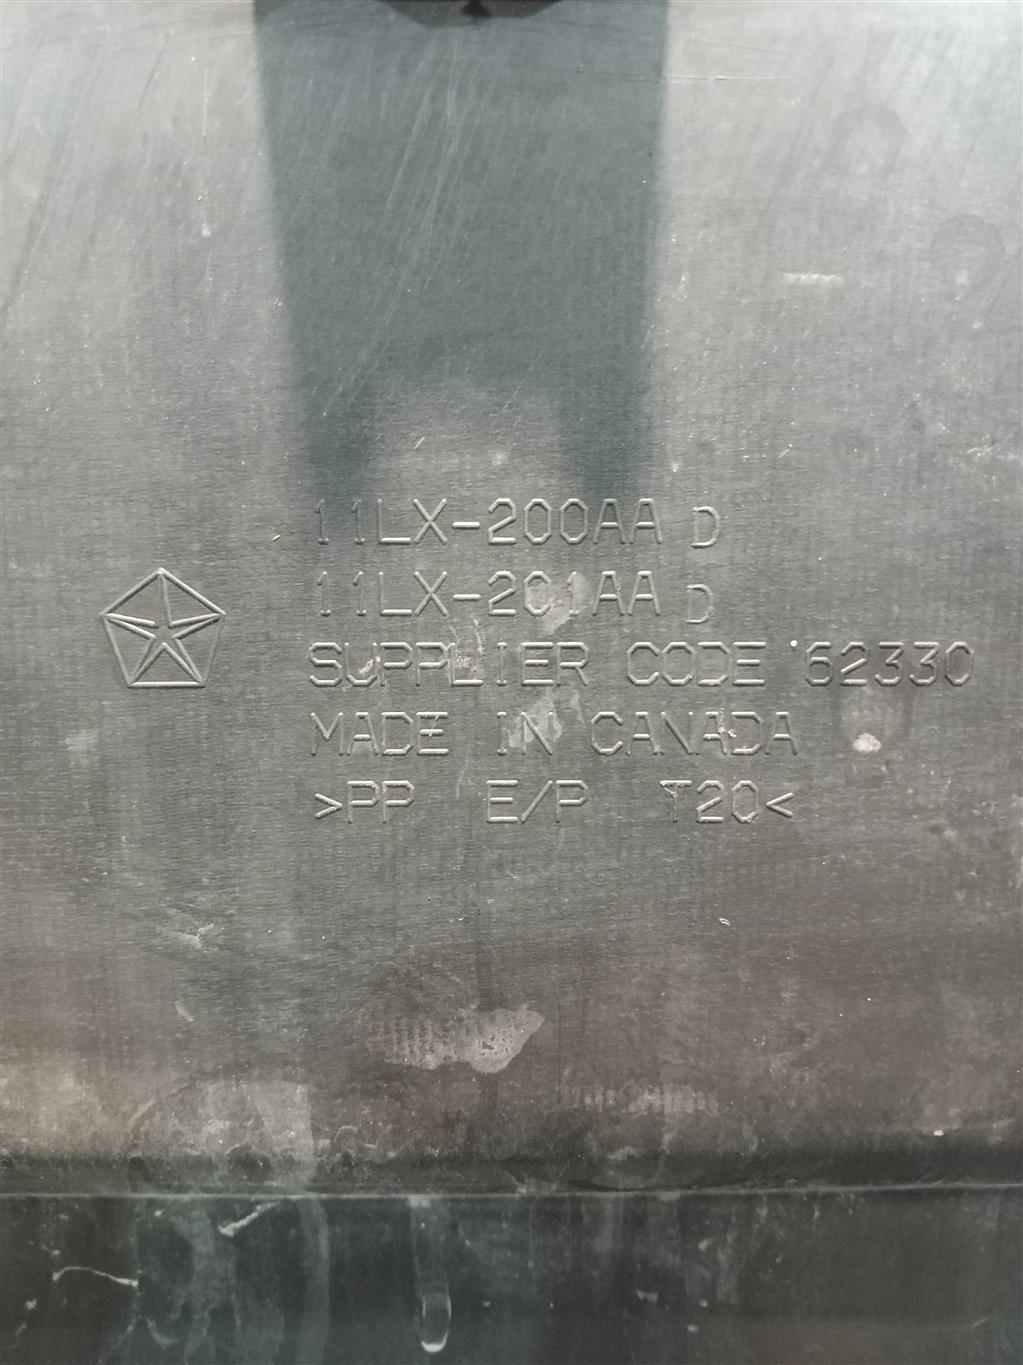 11LX-200AA D
11LX-201AA D
SUPPLIER CODE 62330
MADE IN CANADA
>PP E/P T20<